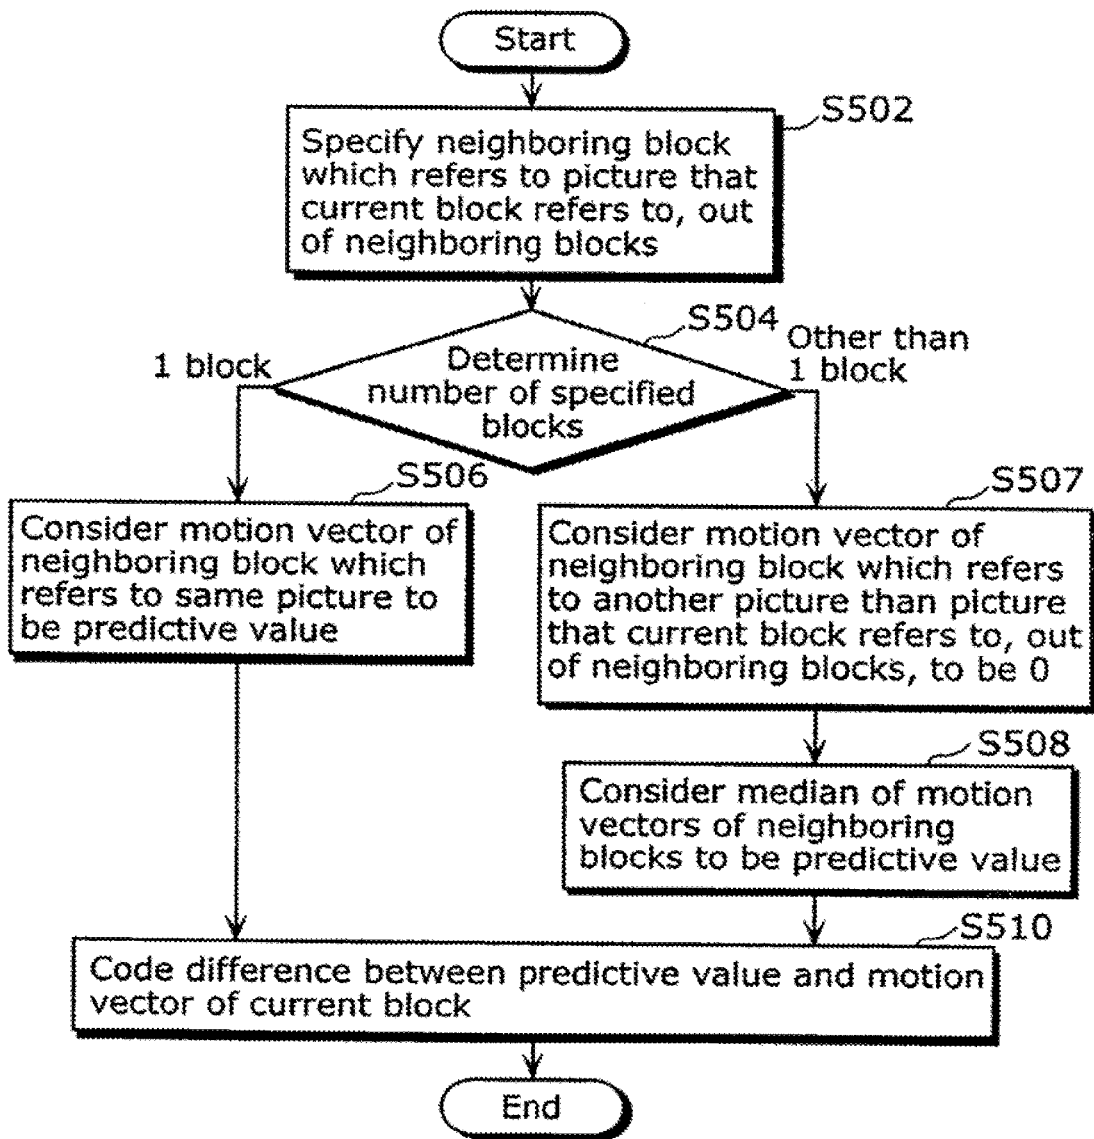 Start
S502
Specify neighboring block
which refers to picture that
current block refers to, out
of neighboring blocks
S504
1 block
Other than
1 block
Determine
number of specified
blocks
S506
Consider motion vector of
neighboring block which
refers to same picture to
be predictive value
S507
Consider motion vector of
neighboring block which refers
to another picture than picture
that current block refers to, out
of neighboring blocks, to be 0
S508
Consider median of motion
vectors of neighboring
blocks to be predictive value
S510
Code difference between predictive value and motion
vector of current block
End